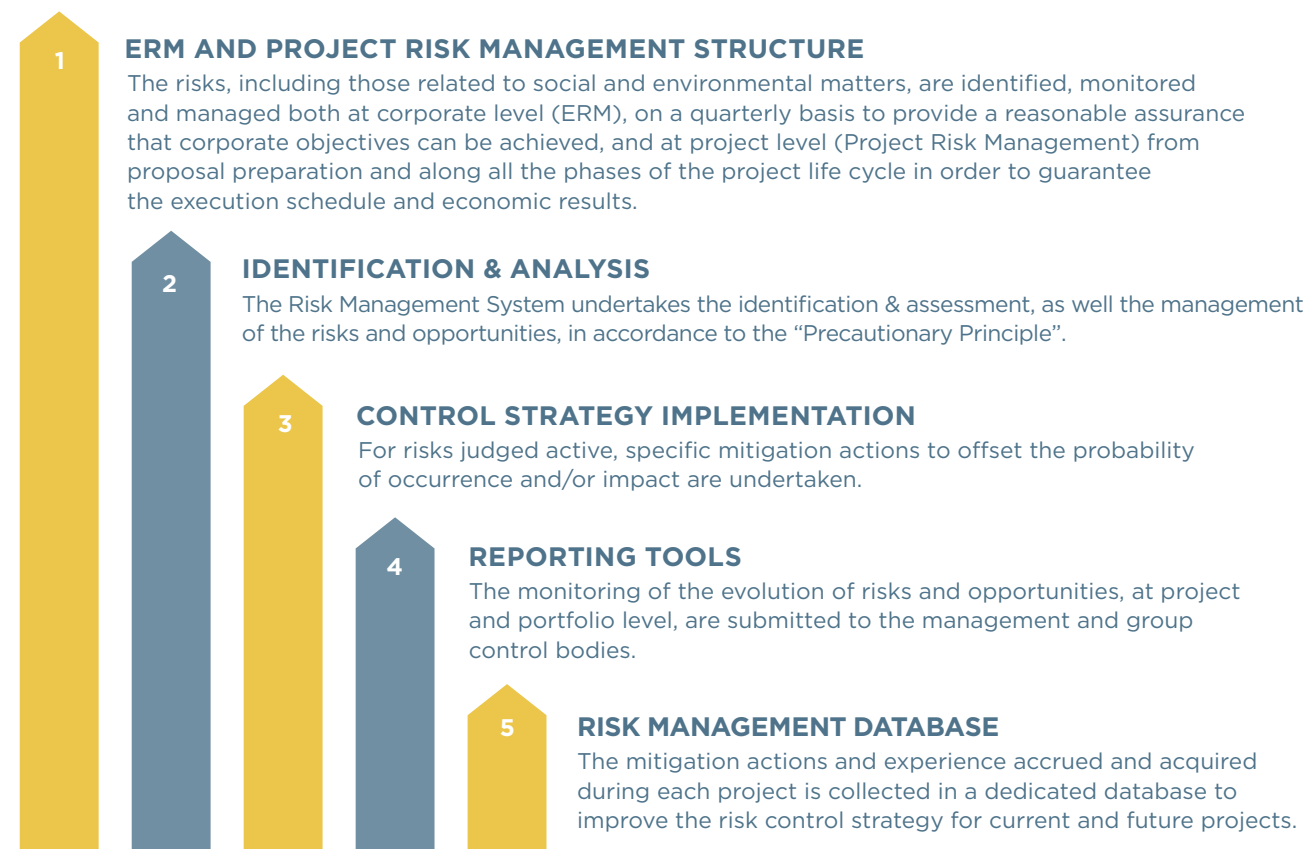 1
ERM AND PROJECT RISK MANAGEMENT STRUCTURE
The risks, including those related to social and environmental matters, are identified, monitored
and managed both at corporate level (ERM), on a quarterly basis to provide a reasonable assurance
that corporate objectives can be achieved, and at project level (Project Risk Management) from
proposal preparation and along all the phases of the project life cycle in order to guarantee
the execution schedule and economic results.
2
IDENTIFICATION & ANALYSIS
The Risk Management System undertakes the identification & assessment, as well the management
of the risks and opportunities, in accordance to the “Precautionary Principle”.
3
CONTROL STRATEGY IMPLEMENTATION
For risks judged active, specific mitigation actions to offset the probability
of occurrence and/or impact are undertaken.
4
REPORTING TOOLS
The monitoring of the evolution of risks and opportunities, at project
and portfolio level, are submitted to the management and group
control bodies.
5
RISK MANAGEMENT DATABASE
The mitigation actions and experience accrued and acquired
during each project is collected in a dedicated database to
improve the risk control strategy for current and future projects.